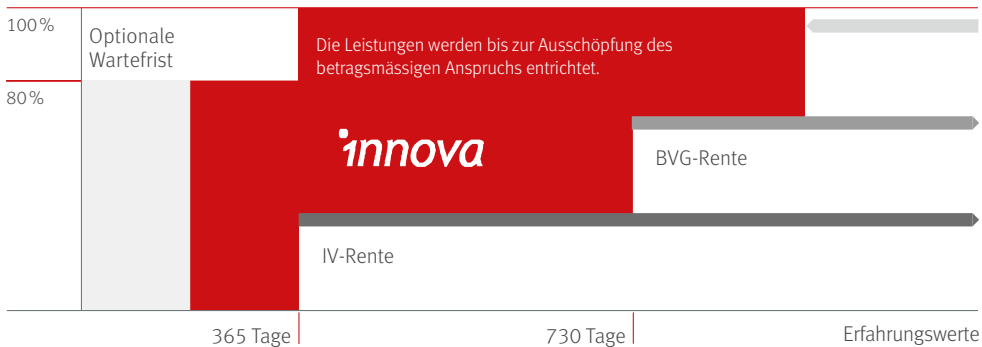 100%
Optionale
Wartefrist
Die Leistungen werden bis zur Ausschöpfung des
betragsmässigen Anspruchs entrichtet.
80%
innova
BVG-Rente
IV-Rente
365 Tage
730 Tage
Erfahrungswerte